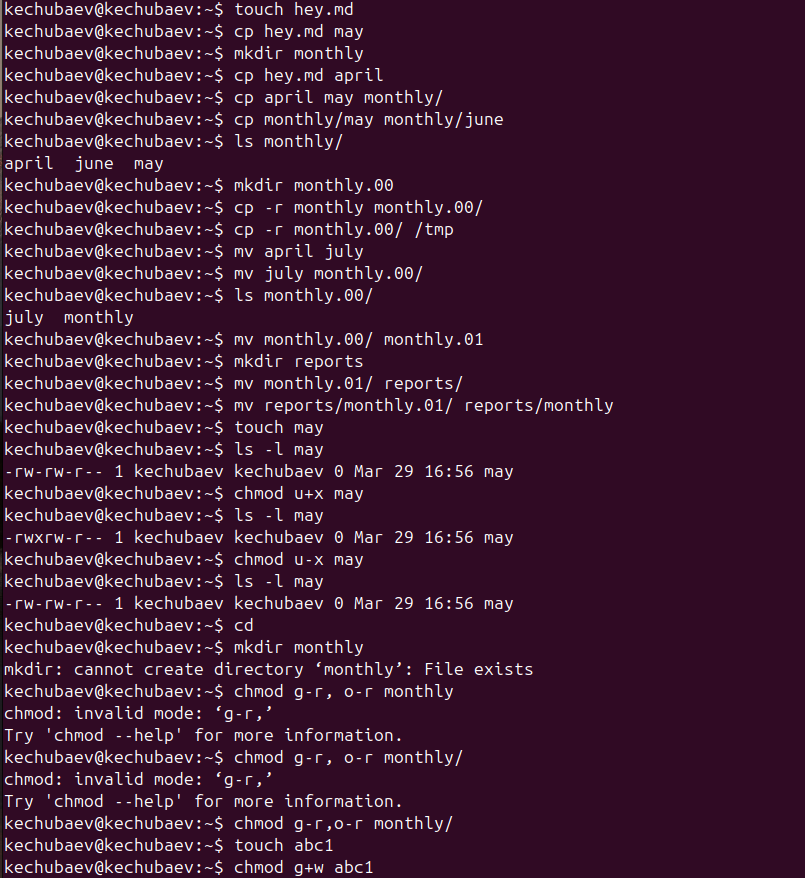 kechubaev@kechubaev:~$ touch hey.md
kechubaev@kechubaev:~$ cp hey.md may
kechubaev@kechubaev:~$ mkdir monthly
kechubaev@kechubaev:~$ cp hey.md april
kechubaev@kechubaev:~$ cp april may monthly/
kechubaev@kechubaev:~$ cp monthly/may monthly/june
kechubaev@kechubaev:~$ ls monthly/
april  june  may
kechubaev@kechubaev:~$ mkdir monthly.00
kechubaev@kechubaev:~$ cp -r monthly monthly.00/
kechubaev@kechubaev:~$ cp -r monthly.00/ /tmp
kechubaev@kechubaev:~$ mv april july
kechubaev@kechubaev:~$ mv july monthly.00/
kechubaev@kechubaev:~$ ls monthly.00/
july  monthly
kechubaev@kechubaev:~$ mv monthly.00/ monthly.01
kechubaev@kechubaev:~$ mkdir reports
kechubaev@kechubaev:~$ mv monthly.01/ reports/
kechubaev@kechubaev:~$ mv reports/monthly.01/ reports/monthly
kechubaev@kechubaev:~$ touch may
kechubaev@kechubaev:~$ ls -l may
-rw-rw-r-- 1 kechubaev kechubaev 0 Mar 29 16:56 may
kechubaev@kechubaev:~$ chmod u+x may
kechubaev@kechubaev:~$ ls -l may
-rwxrw-r-- 1 kechubaev kechubaev 0 Mar 29 16:56 may
kechubaev@kechubaev:~$ chmod u-x may
kechubaev@kechubaev:~$ ls -l may
-rw-rw-r-- 1 kechubaev kechubaev 0 Mar 29 16:56 may
kechubaev@kechubaev:~$ cd
kechubaev@kechubaev:~$ mkdir monthly
mkdir: cannot create directory ‘monthly’: File exists
kechubaev@kechubaev:~$ chmod g-r, o-r monthly
chmod: invalid mode: ‘g-r,’
Try 'chmod --help' for more information.
kechubaev@kechubaev:~$ chmod g-r, o-r monthly/
chmod: invalid mode: ‘g-r,’
Try 'chmod --help' for more information.
kechubaev@kechubaev:~$ chmod g-r,o-r monthly/
kechubaev@kechubaev:~$ touch abc1
kechubaev@kechubaev:~$ chmod g+w abc1